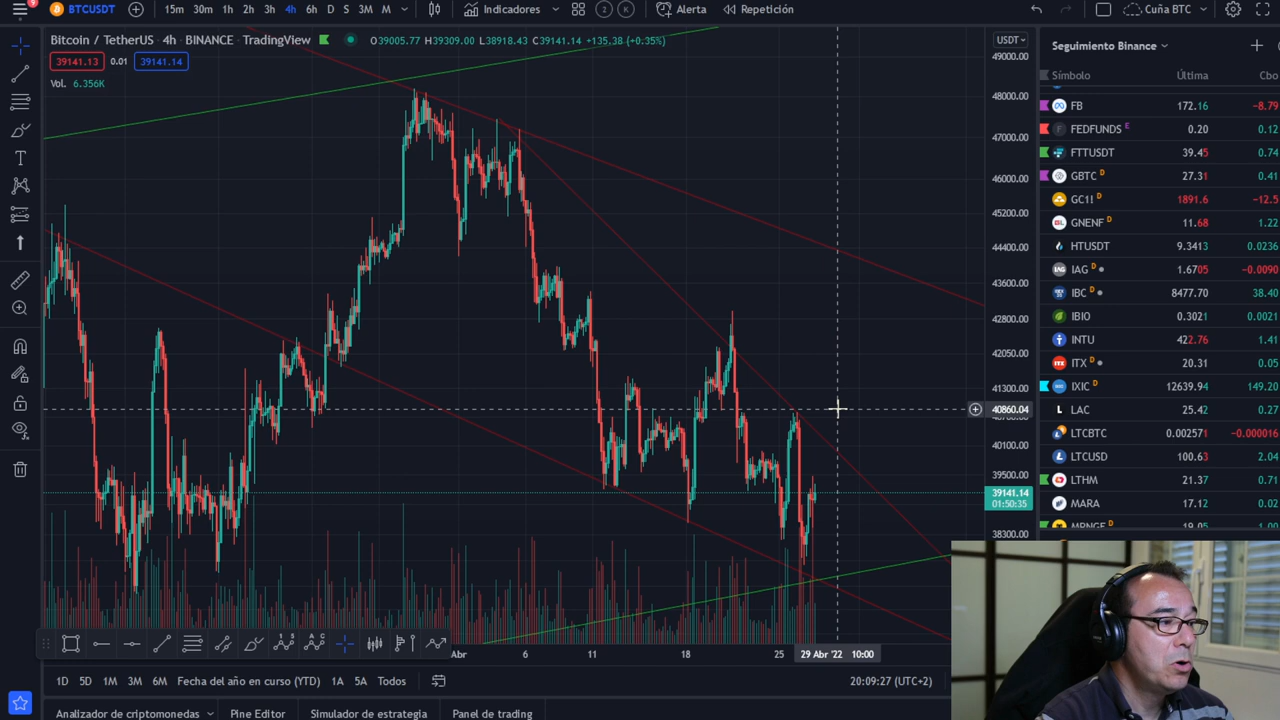 9
BTCUSDT
15m 30m 1h 2h 3h 4h 6h D S 3M M
Indicators
2 K
Alerta
Repetición
Cuña BTC
Bitcoin / TetherUS · 4h · BINANCE · TradingView
O39005.77 H39309.00 L38918.43 C39141.14 +135.38 (+0.35%)
USDT
39141.13 0.01 39141.14
Vol. 6.356K
49000.00
48000.00
47000.00
46000.00
45200.00
44400.00
43600.00
42800.00
42050.00
41300.00
40860.04
40100.00
39500.00
39141.14
01:50:35
38300.00
Seguimiento Binance
Símbolo Última Cbo
FB 172.16 -8.79
FEDFUNDS E 0.20 0.12
FTTUSDT 39.45 0.74
GBTC D 27.31 0.41
GC1! D 1891.6 -12.5
GNENF D 11.68 1.22
HTUSDT 9.3413 0.0236
IAG D 1.6705 -0.0090
IBC D 8477.70 38.40
IBIO 0.3021 0.0021
INTU 422.76 1.41
ITX D 20.31 0.05
IXIC D 12639.94 149.20
LAC 25.42 0.27
LTCBTC 0.002571 -0.000016
LTCUSD 100.63 2.04
LTHM 21.37 0.71
MARA 17.12 0.02
Abr 6 11 18 25 29 Abr '22 10:00
1D 5D 1M 3M 6M Fecha del año en curso (YTD) 1A 5A Todos
20:09:27 (UTC+2)
Analizador de criptomonedas Pine Editor Simulador de estrategia Panel de trading